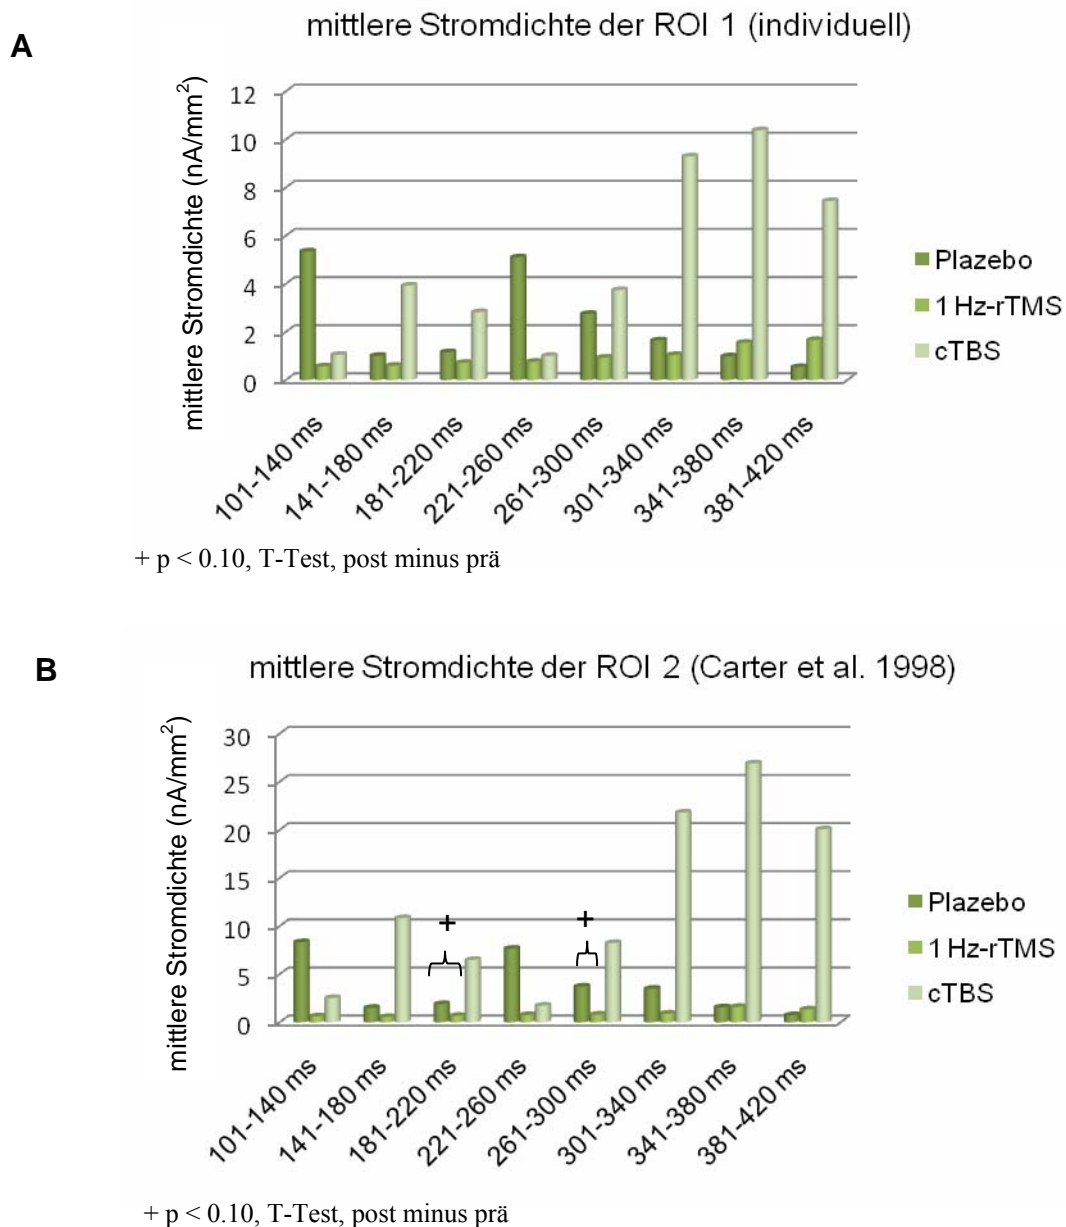 A
mittlere Stromdichte der ROI 1 (individuell)
mittlere Stromdichte (nA/mm²)
12
10
8
6
4
2
0
101-140 ms
141-180 ms
181-220 ms
221-260 ms
261-300 ms
301-340 ms
341-380 ms
381-420 ms
Plazebo
1 Hz-rTMS
cTBS
+ p < 0.10, T-Test, post minus prä
B
mittlere Stromdichte der ROI 2 (Carter et al. 1998)
mittlere Stromdichte (nA/mm²)
30
25
20
15
10
5
0
+
+
101-140 ms
141-180 ms
181-220 ms
221-260 ms
261-300 ms
301-340 ms
341-380 ms
381-420 ms
Plazebo
1 Hz-rTMS
cTBS
+ p < 0.10, T-Test, post minus prä